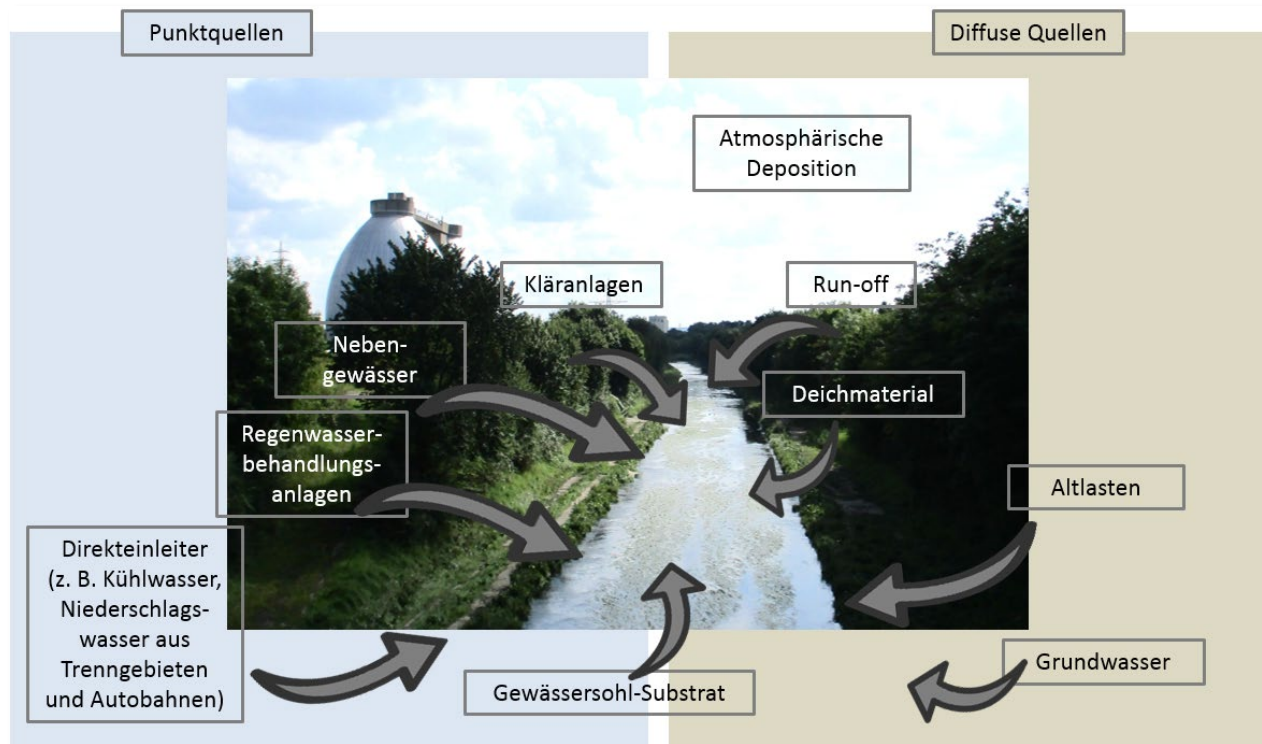 Punktquellen
Diffuse Quellen
Atmosphärische
Deposition
Kläranlagen
Run-off
Neben-
gewässer
Deichmaterial
Regenwasser-
behandlungs-
anlagen
Altlasten
Direkteinleiter
(z. B. Kühlwasser,
Niederschlags-
wasser aus
Trenngebieten
und Autobahnen)
Gewässersohl-Substrat
Grundwasser